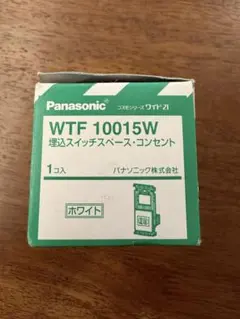 Panasonic コスモシリーズ ワイド21
WTF 10015W
埋込スイッチスペース・コンセント
1コ入 パナソニック株式会社
ホワイト